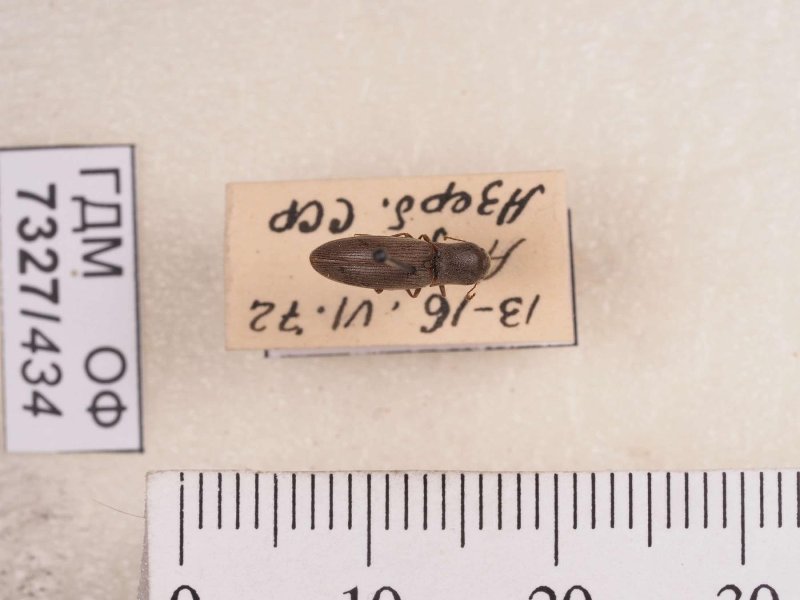 ГДМ ОФ
7327/434
Азерб. ССР
13-16.VI.72
0 10 20 30